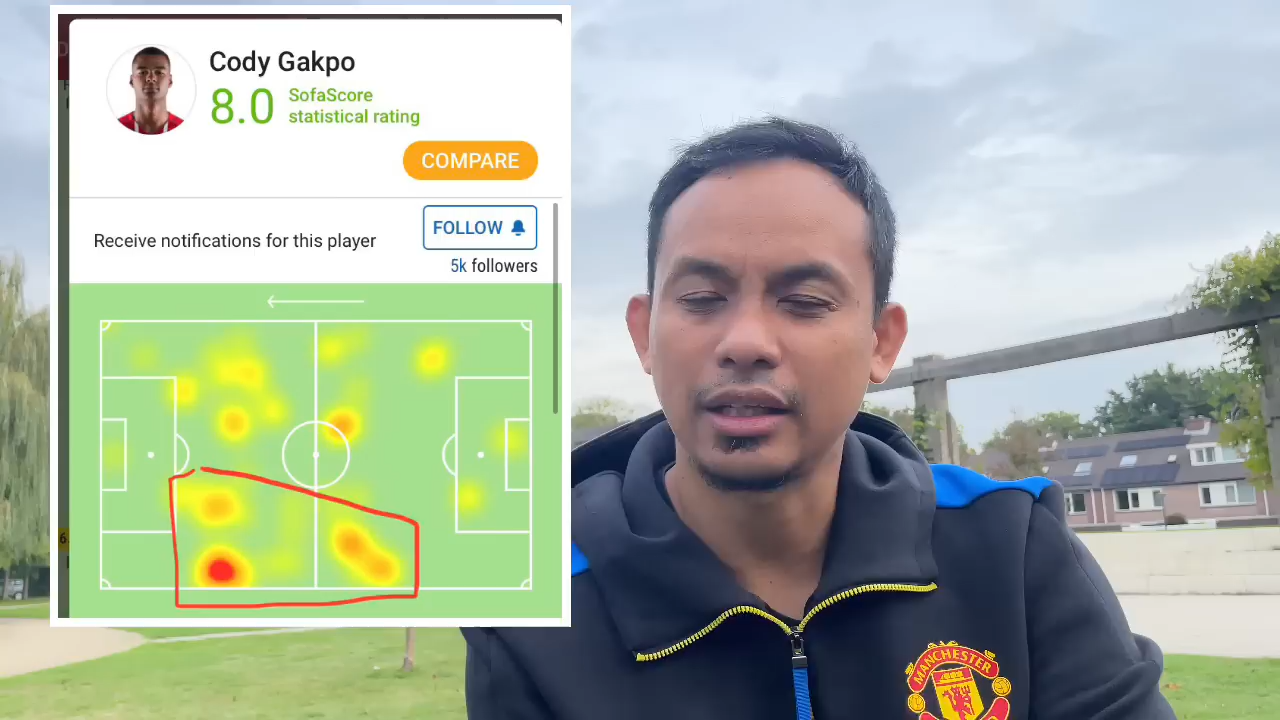 Cody Gakpo
8.0
SofaScore
statistical rating
COMPARE
Receive notifications for this player
FOLLOW
5k followers
MANCHESTER